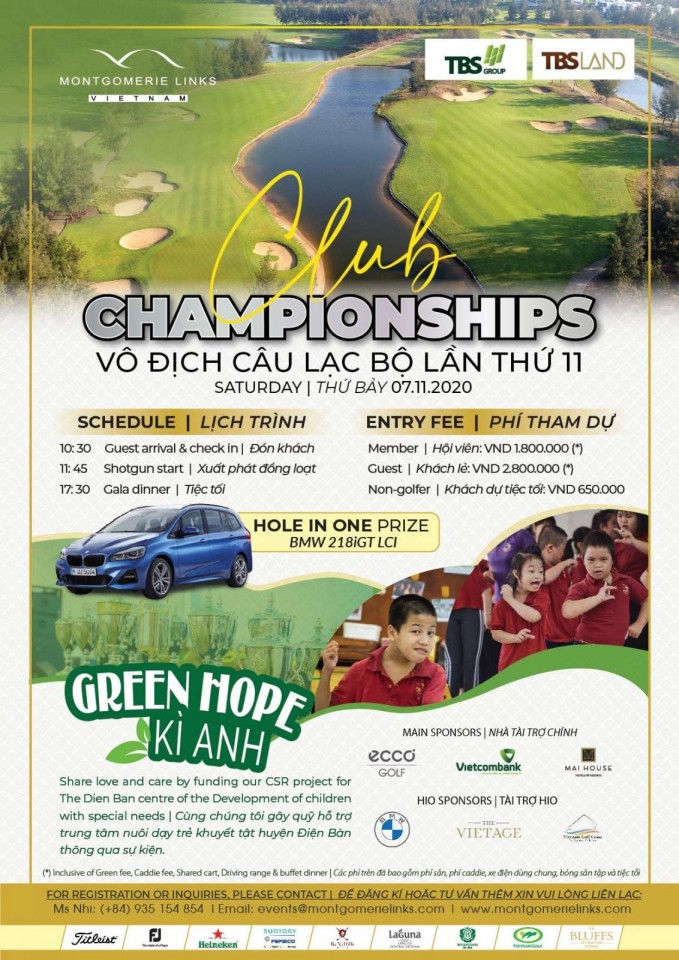 MONTGOMERIE LINKS
VIETNAM
TBS GROUP
TBS LAND
Club
CHAMPIONSHIPS
VÔ ĐỊCH CÂU LẠC BỘ LẦN THỨ 11
SATURDAY | THỨ BẢY 07.11.2020
SCHEDULE | LỊCH TRÌNH
10: 30 Guest arrival & check in | Đón khách
11: 45 Shotgun start | Xuất phát đồng loạt
17: 30 Gala dinner | Tiệc tối
ENTRY FEE | PHÍ THAM DỰ
Member | Hội viên: VND 1.800.000 (*)
Guest | Khách lẻ: VND 2.800.000 (*)
Non-golfer | Khách dự tiệc tối: VND 650.000
HOLE IN ONE PRIZE
BMW 218iGT LCI
GREEN HOPE
KÌ ANH
Share love and care by funding our CSR project for
The Dien Ban centre of the Development of children
with special needs | Cùng chúng tôi gây quỹ hỗ trợ
trung tâm nuôi dạy trẻ khuyết tật huyện Điện Bàn
thông qua sự kiện.
MAIN SPONSORS | NHÀ TÀI TRỢ CHÍNH
ecco
GOLF
Vietcombank
MAI HOUSE
HIO SPONSORS | TÀI TRỢ HIO
THE
VIETAGE
(*) Inclusive of Green fee, Caddie fee, Shared cart, Driving range & buffet dinner | Các phí trên đã bao gồm phí sân, phí caddie, xe điện dùng chung, bóng sân tập và tiệc tối
FOR REGISTRATION OR INQUIRIES, PLEASE CONTACT | ĐỂ ĐĂNG KÍ HOẶC TƯ VẤN THÊM XIN VUI LÒNG LIÊN LẠC:
Ms Nhi: (+84) 935 154 854 | Email: events@montgomerielinks.com | www.montgomerielinks.com
Titleist
FJ
Heineken
SUNTORY
PEPSICO
Ba Na Hills
Laguna
VIETNAM GOLF
THE
BLUFFS